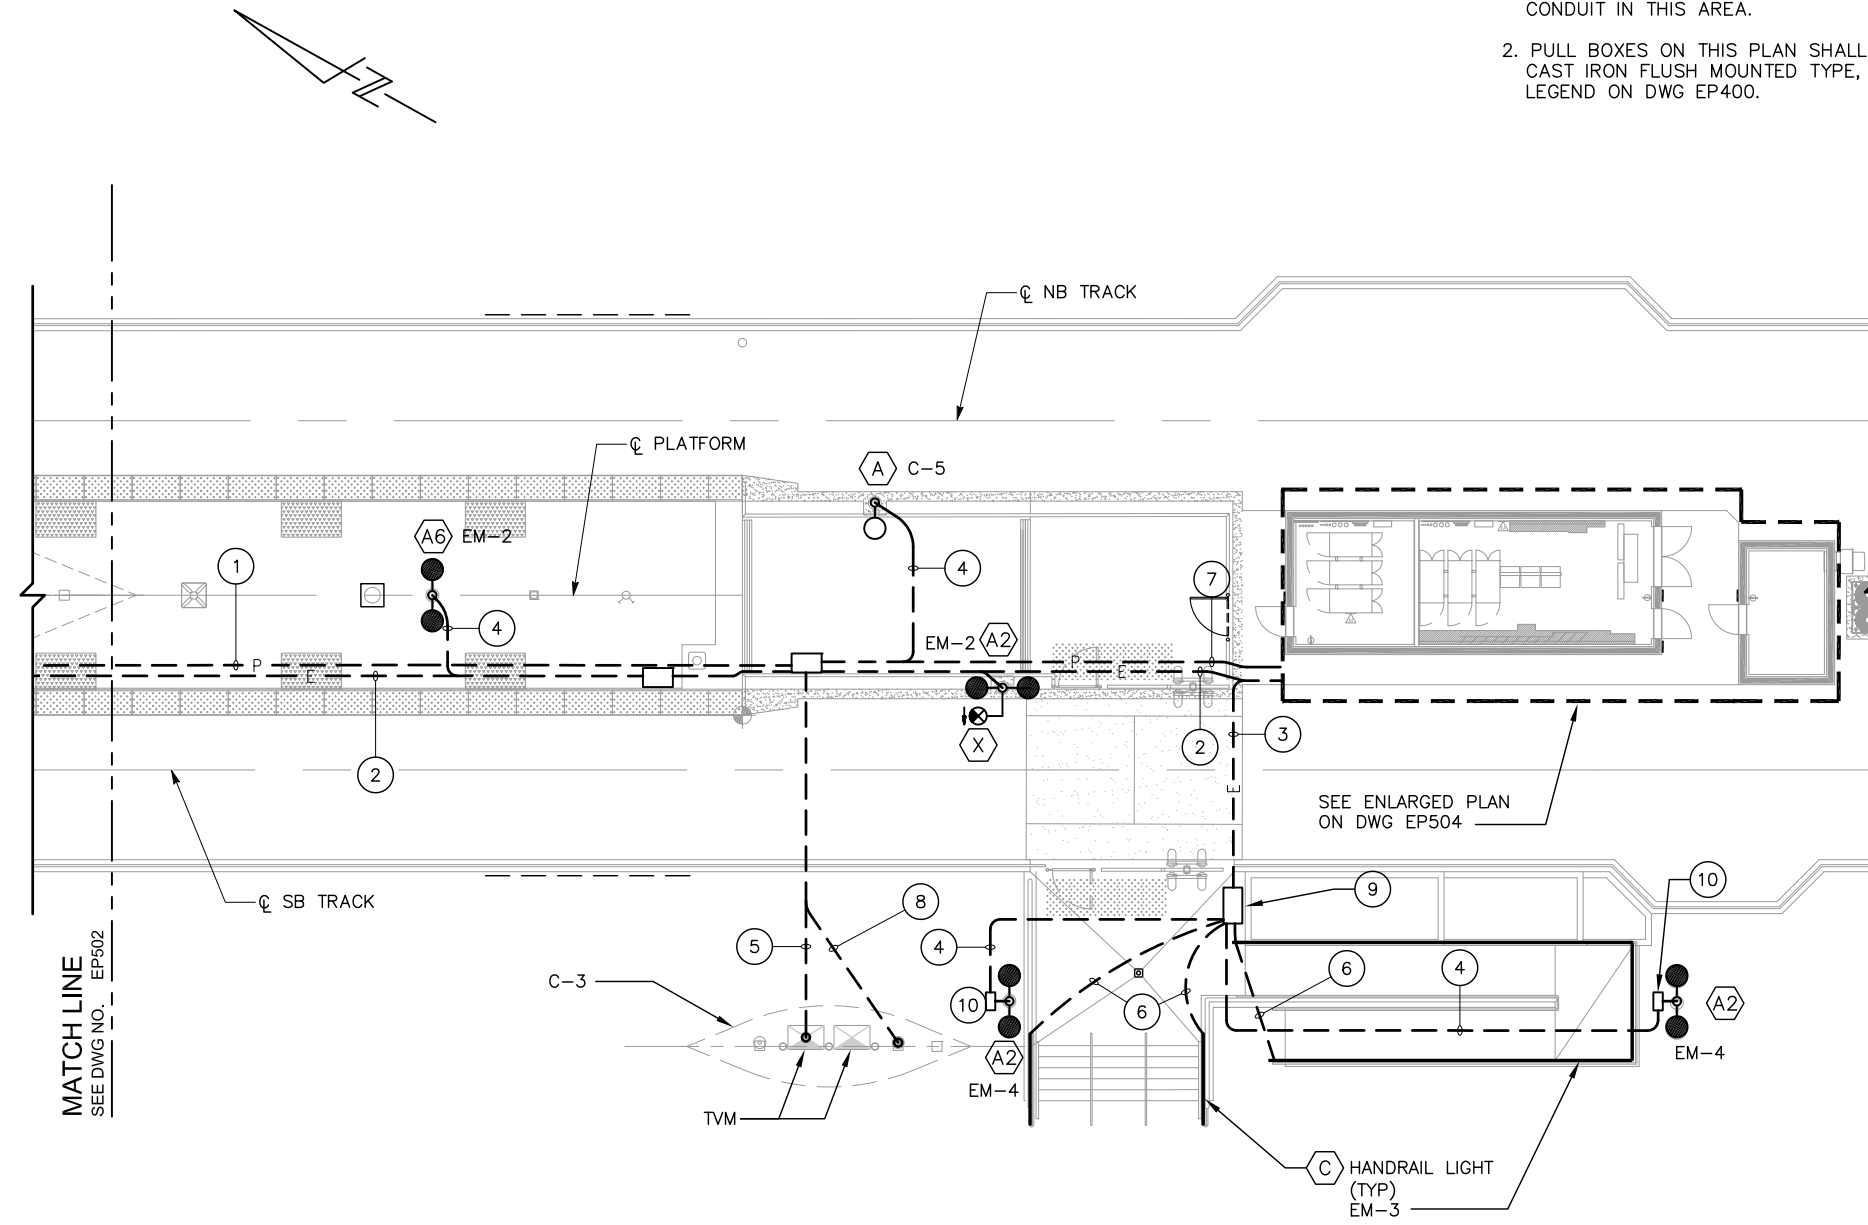 CONDUIT IN THIS AREA.
2. PULL BOXES ON THIS PLAN SHALL
CAST IRON FLUSH MOUNTED TYPE,
LEGEND ON DWG EP400.
N
℄ NB TRACK
℄ PLATFORM
A C-5
A6 EM-2
1
4
4
7
EM-2 A2
P
E
P
E
X
2
2
3
E
SEE ENLARGED PLAN
ON DWG EP504
℄ SB TRACK
MATCH LINE
SEE DWG NO. EP502
8
9
10
5
4
6
4
C-3
10
6
A2
A2
EM-4
EM-4
TVM
C HANDRAIL LIGHT
(TYP)
EM-3